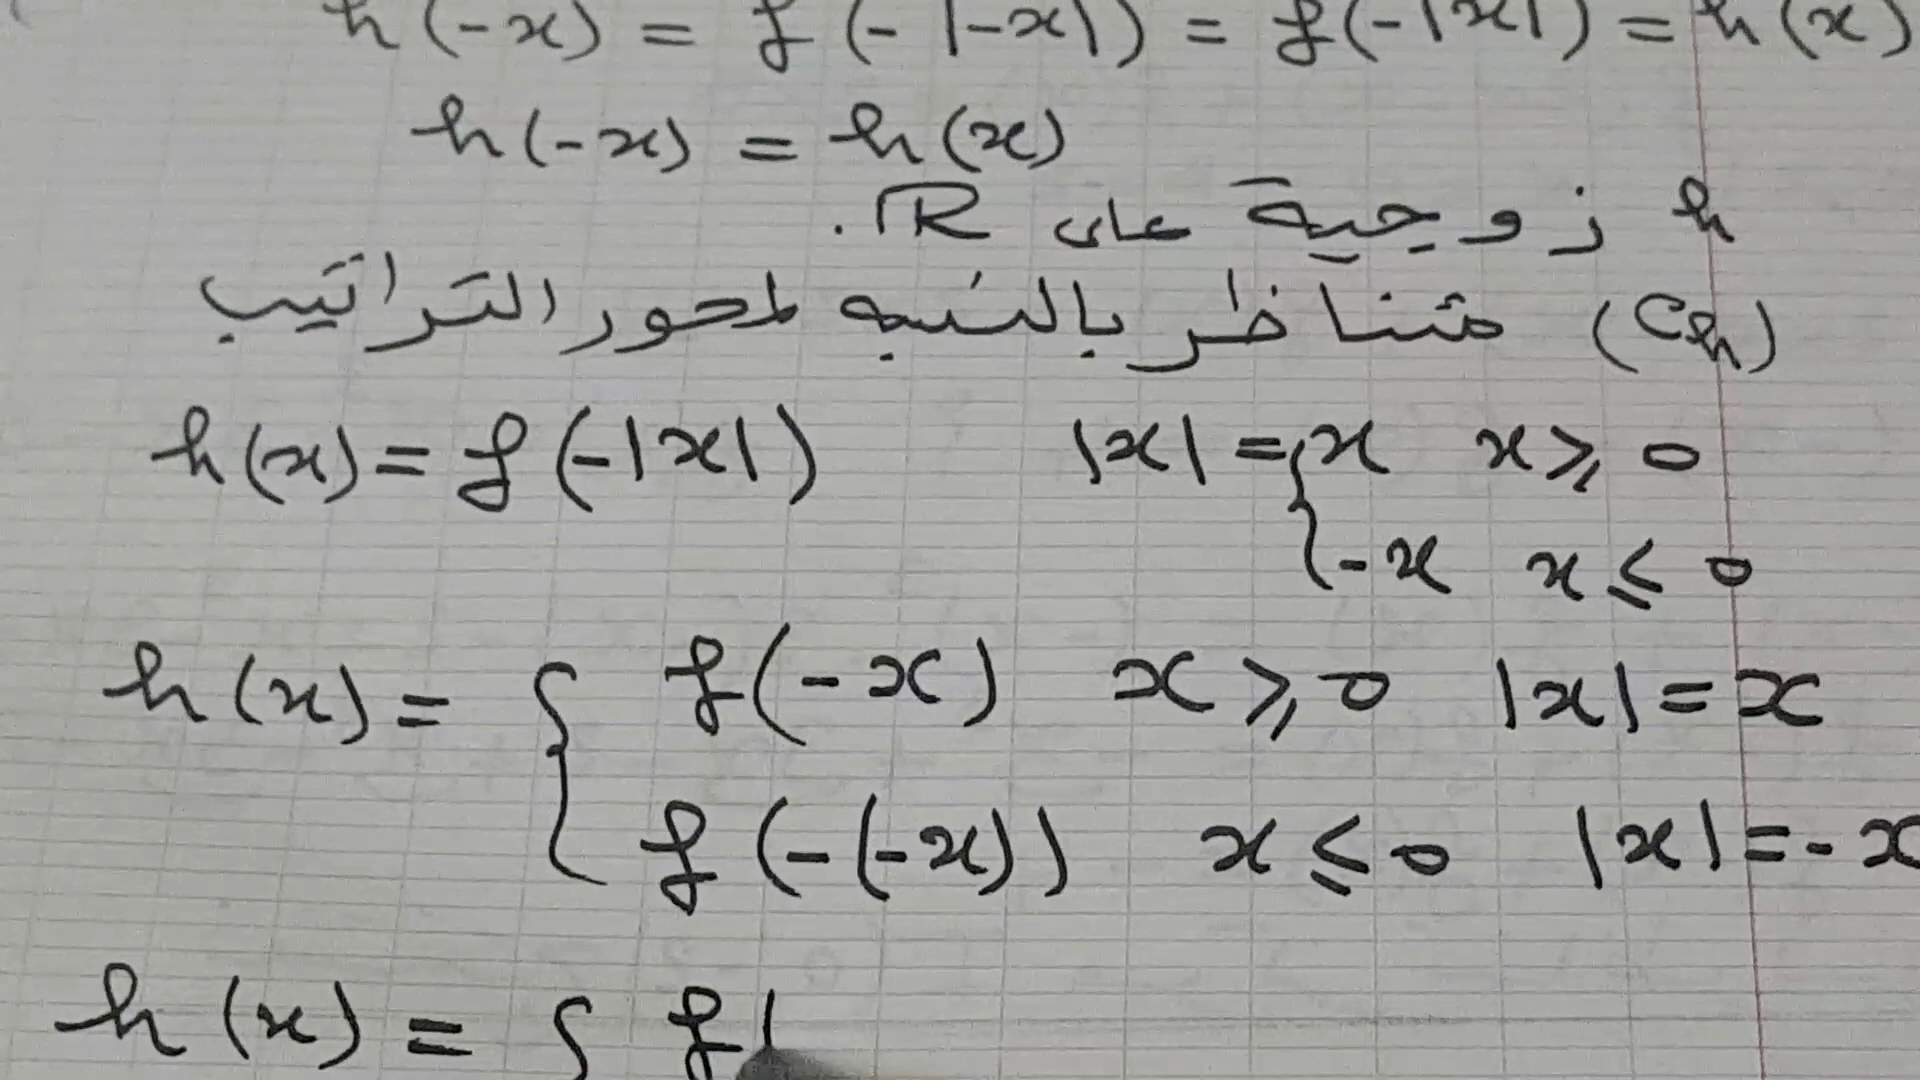 h(-x) = f(-|-x|) = f(-|x|) = h(x)
h(-x) = h(x)
h زوجية على R.
(Ch) متناظر بالنسبة لمحور التراتيب
h(x) = f(-|x|) |x| = { x x ⩾ 0
{ -x x ⩽ 0
h(x) = { f(-x) x ⩾ 0 |x| = x
{ f(-(-x)) x ⩽ 0 |x| = -x
h(x) = { f(